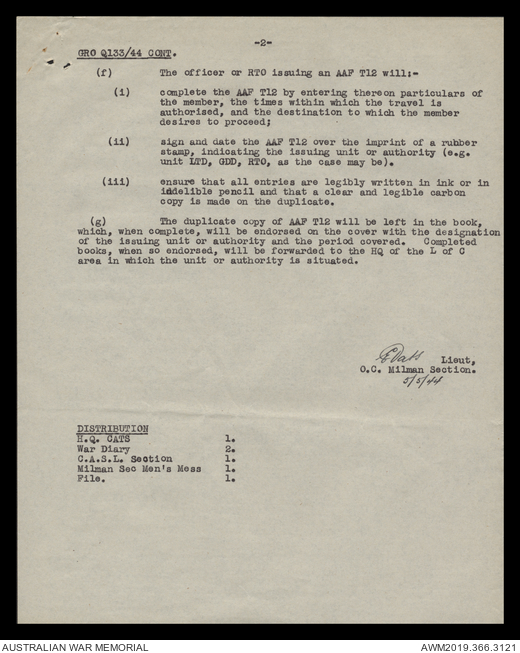 -2-
GRO Q133/44 CONT.
(f) The officer or RTO issuing an AAF T12 will:-
(i) complete the AAF T12 by entering thereon particulars of
the member, the times within which the travel is
authorised, and the destination to which the member
desires to proceed;
(ii) sign and date the AAF T12 over the imprint of a rubber
stamp, indicating the issuing unit or authority (e.g.
unit LTD, GDD, RTO, as the case may be).
(iii) ensure that all entries are legibly written in ink or in
indelible pencil and that a clear and legible carbon
copy is made on the duplicate.
(g) The duplicate copy of AAF T12 will be left in the book,
which, when complete, will be endorsed on the cover with the designation
of the issuing unit or authority and the period covered. Completed
books, when so endorsed, will be forwarded to the HQ of the L of C
area in which the unit or authority is situated.
Lieut,
O.C. Milman Section.
5/5/44
DISTRIBUTION
H.Q. CATS 1.
War Diary 2.
C.A.S.L. Section 1.
Milman Sec Men's Mess 1.
File. 1.
AUSTRALIAN WAR MEMORIAL AWM2019.366.3121